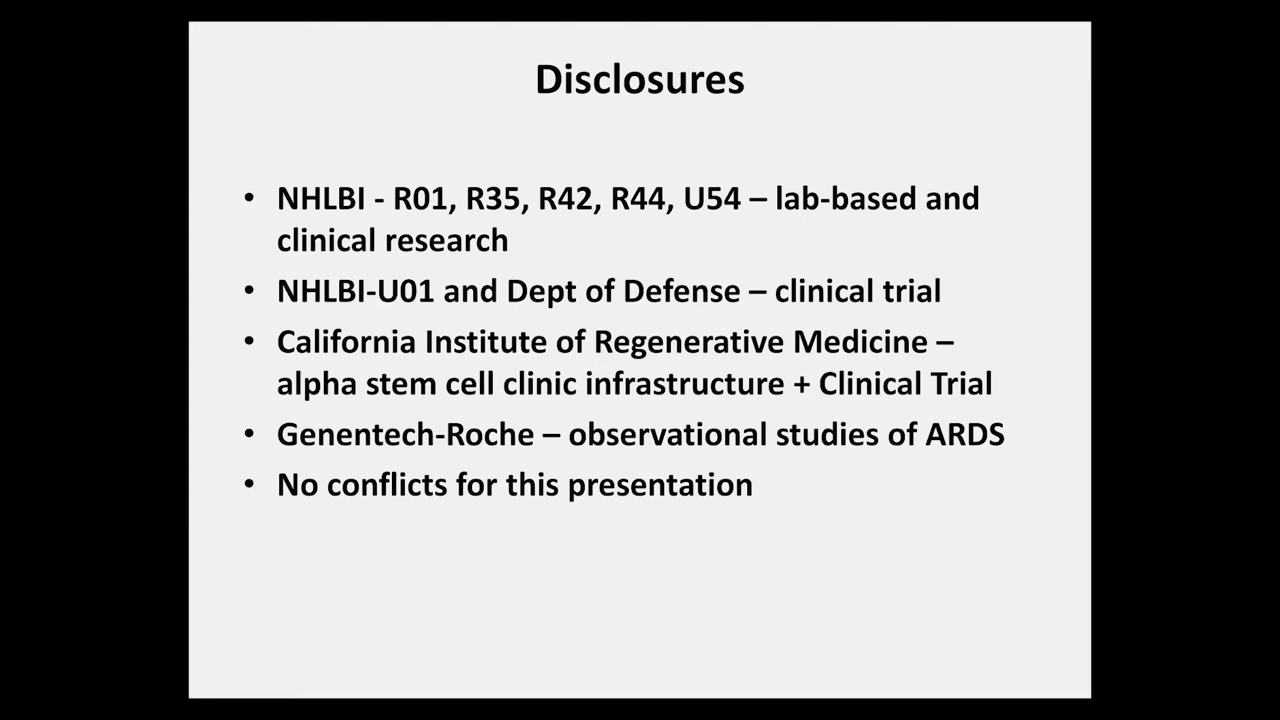 Disclosures
• NHLBI - R01, R35, R42, R44, U54 – lab-based and
clinical research
• NHLBI-U01 and Dept of Defense – clinical trial
• California Institute of Regenerative Medicine –
alpha stem cell clinic infrastructure + Clinical Trial
• Genentech-Roche – observational studies of ARDS
• No conflicts for this presentation